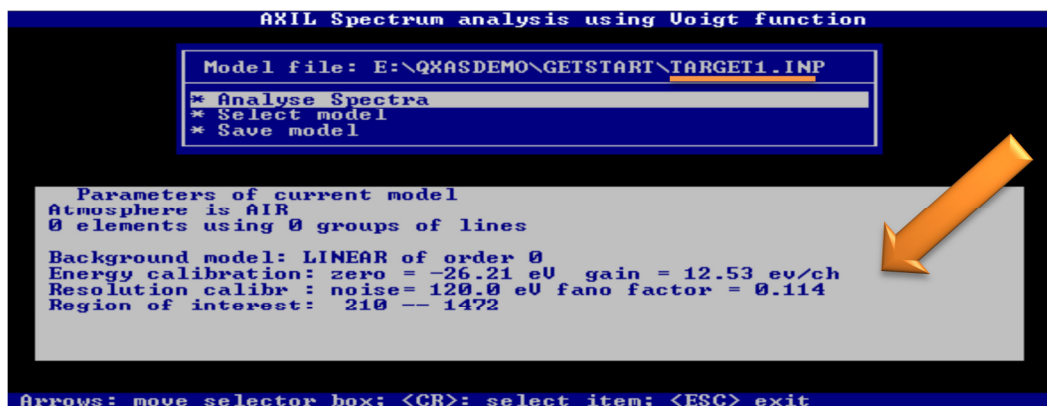 AXIL Spectrum analysis using Voigt function
Model file: E:\QXASDEMO\GETSTART\TARGET1.INP
* Analyse Spectra
* Select model
* Save model
Parameters of current model
Atmosphere is AIR
0 elements using 0 groups of lines
Background model: LINEAR of order 0
Energy calibration: zero = -26.21 eV gain = 12.53 ev/ch
Resolution calibr : noise= 120.0 eV fano factor = 0.114
Region of interest: 210 -- 1472
Arrows: move selector box; <CR>: select item; <ESC> exit